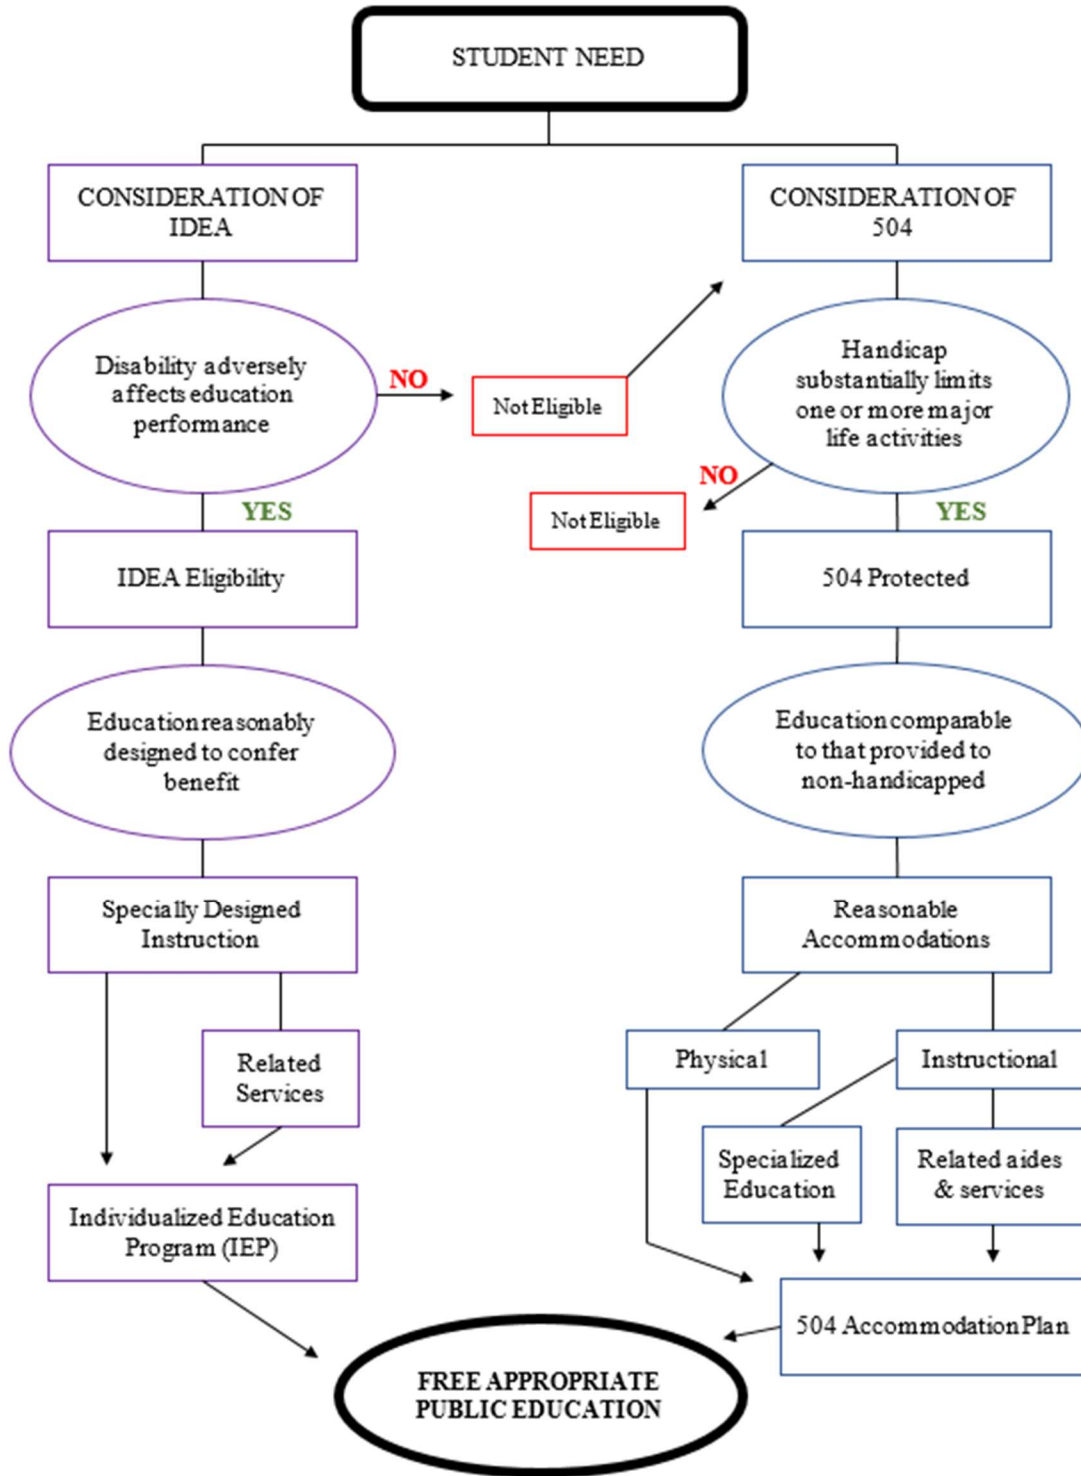 STUDENT NEED
CONSIDERATION OF
IDEA
CONSIDERATION OF
504
Disability adversely
affects education
performance
NO
Not Eligible
Handicap
substantially limits
one or more major
life activities
NO
Not Eligible
YES
YES
IDEA Eligibility
504 Protected
Education reasonably
designed to confer
benefit
Education comparable
to that provided to
non-handicapped
Specially Designed
Instruction
Reasonable
Accommodations
Related
Services
Physical
Instructional
Specialized
Education
Related aides
& services
Individualized Education
Program (IEP)
504 Accommodation Plan
FREE APPROPRIATE
PUBLIC EDUCATION